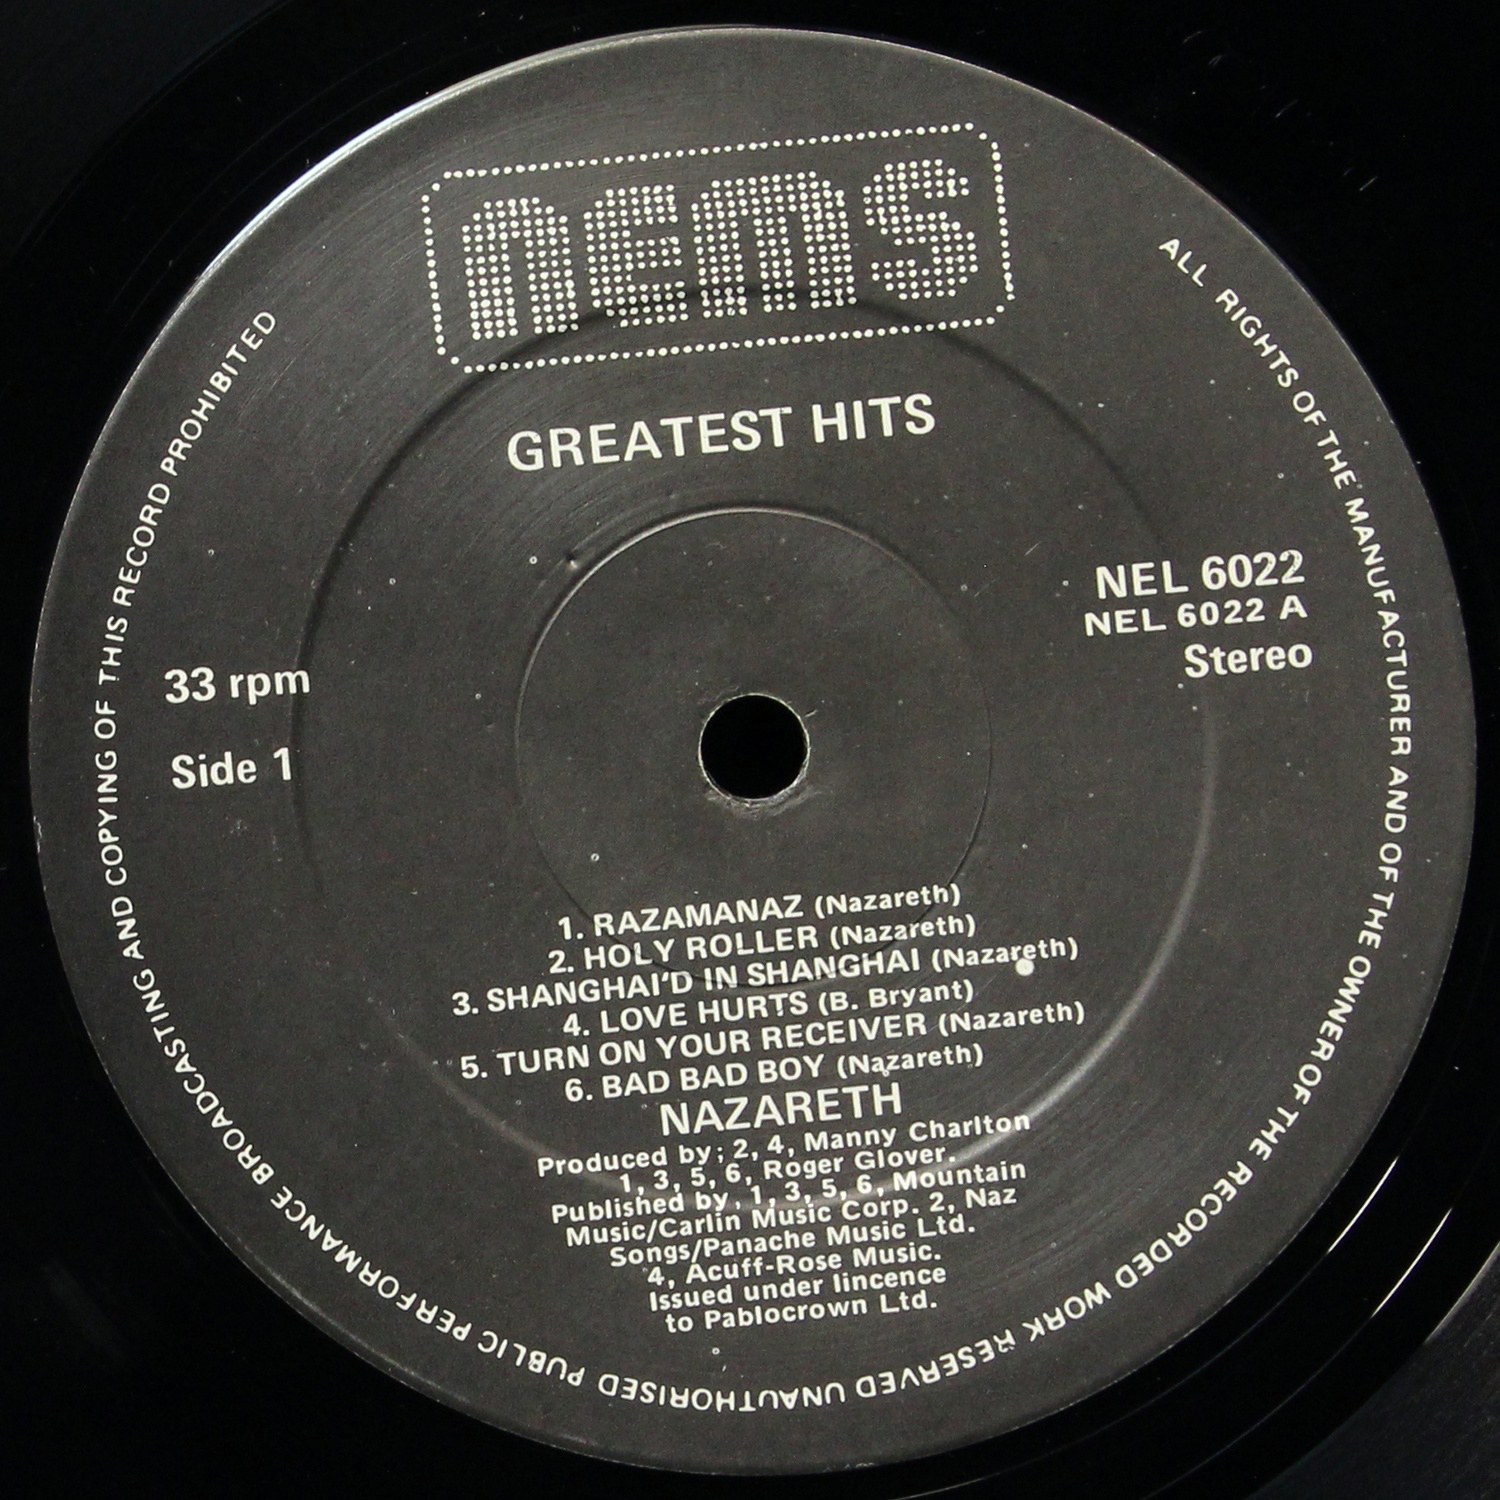 nems
GREATEST HITS
NEL 6022
NEL 6022 A
Stereo
33 rpm
Side 1
1. RAZAMANAZ (Nazareth)
2. HOLY ROLLER (Nazareth)
3. SHANGHAI'D IN SHANGHAI (Nazareth)
4. LOVE HURTS (B. Bryant)
5. TURN ON YOUR RECEIVER (Nazareth)
6. BAD BAD BOY (Nazareth)
NAZARETH
Produced by; 2, 4, Manny Charlton
1, 3, 5, 6, Roger Glover.
Published by, 1, 3, 5, 6, Mountain
Music/Carlin Music Corp. 2, Naz
Songs/Panache Music Ltd.
4, Acuff-Rose Music.
Issued under lincence
to Pablocrown Ltd.
ALL RIGHTS OF THE MANUFACTURER AND OF THE OWNER OF THE RECORDED WORK RESERVED UNAUTHORISED PUBLIC PERFORMANCE BROADCASTING AND COPYING OF THIS RECORD PROHIBITED